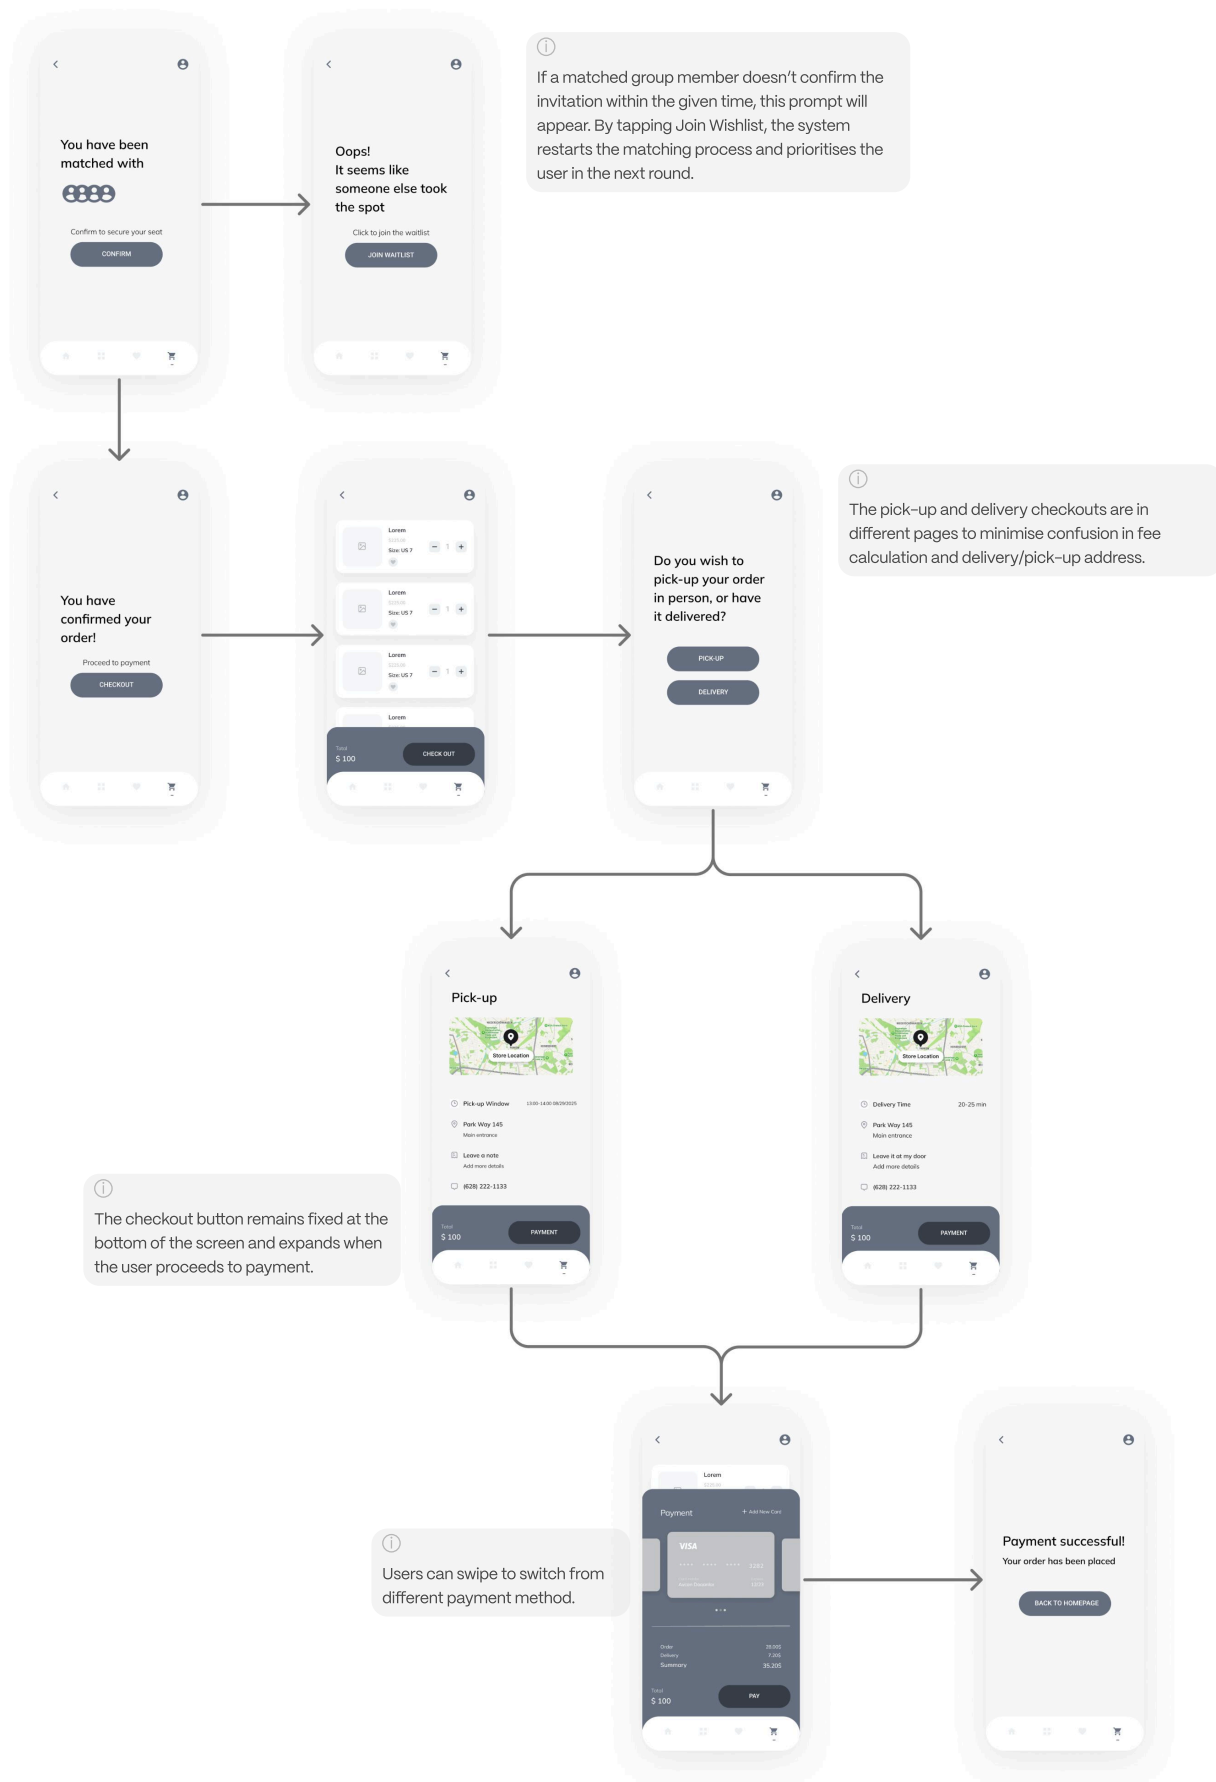 You have been
matched with
Confirm to secure your seat
CONFIRM
Oops!
It seems like
someone else took
the spot
Click to join the waitlist
JOIN WAITLIST
If a matched group member doesn't confirm the
invitation within the given time, this prompt will
appear. By tapping Join Wishlist, the system
restarts the matching process and prioritises the
user in the next round.
You have
confirmed your
order!
Proceed to payment
CHECKOUT
Lorem
Size: US 7
1
Lorem
Size: US 7
1
Lorem
Size: US 7
1
Lorem
Total
$ 100
CHECK OUT
Do you wish to
pick-up your order
in person, or have
it delivered?
PICK-UP
DELIVERY
The pick-up and delivery checkouts are in
different pages to minimise confusion in fee
calculation and delivery/pick-up address.
Pick-up
Store Location
Pick-up Window 13:00-14:00 08/29/2025
Park Way 145
Main entrance
Leave a note
Add more details
(628) 222-1133
Total
$ 100
PAYMENT
Delivery
Store Location
Delivery Time 20-25 min
Park Way 145
Main entrance
Leave it at my door
Add more details
(628) 222-1133
Total
$ 100
PAYMENT
The checkout button remains fixed at the
bottom of the screen and expands when
the user proceeds to payment.
Lorem
Payment + Add New Card
VISA
Order
Delivery 7.20$
Summary 35.20$
Total
$ 100
PAY
Users can swipe to switch from
different payment method.
Payment successful!
Your order has been placed
BACK TO HOMEPAGE